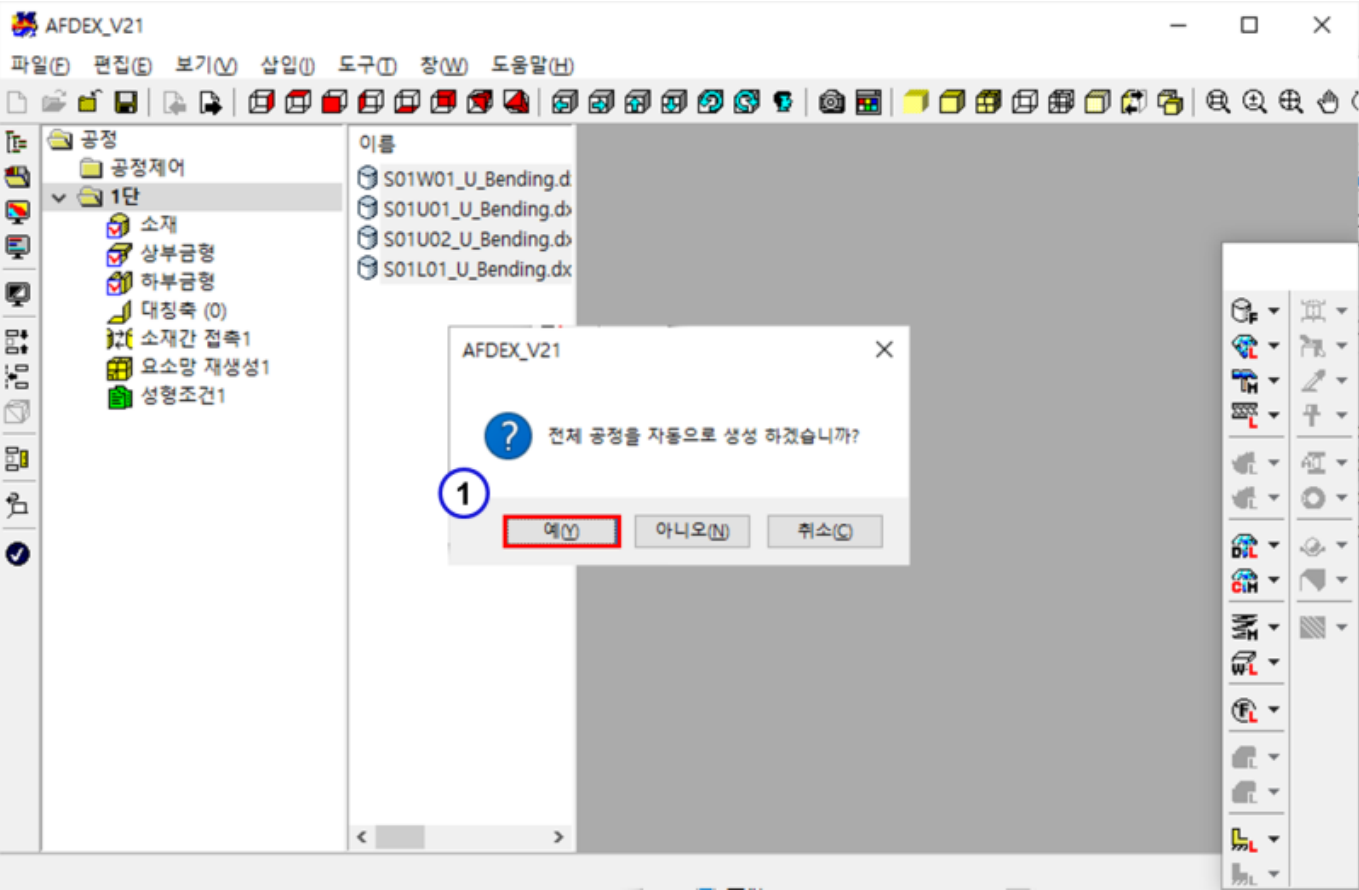 AFDEX_V21
파일(F) 편집(E) 보기(V) 삽입(I) 도구(T) 창(W) 도움말(H)
공정
공정제어
1단
소재
상부금형
하부금형
대칭축 (0)
소재간 접촉1
요소망 재생성1
성형조건1
이름
S01W01_U_Bending.d
S01U01_U_Bending.dx
S01U02_U_Bending.dx
S01L01_U_Bending.dx
AFDEX_V21
전체 공정을 자동으로 생성 하겠습니까?
1
예(Y) 아니오(N) 취소(C)